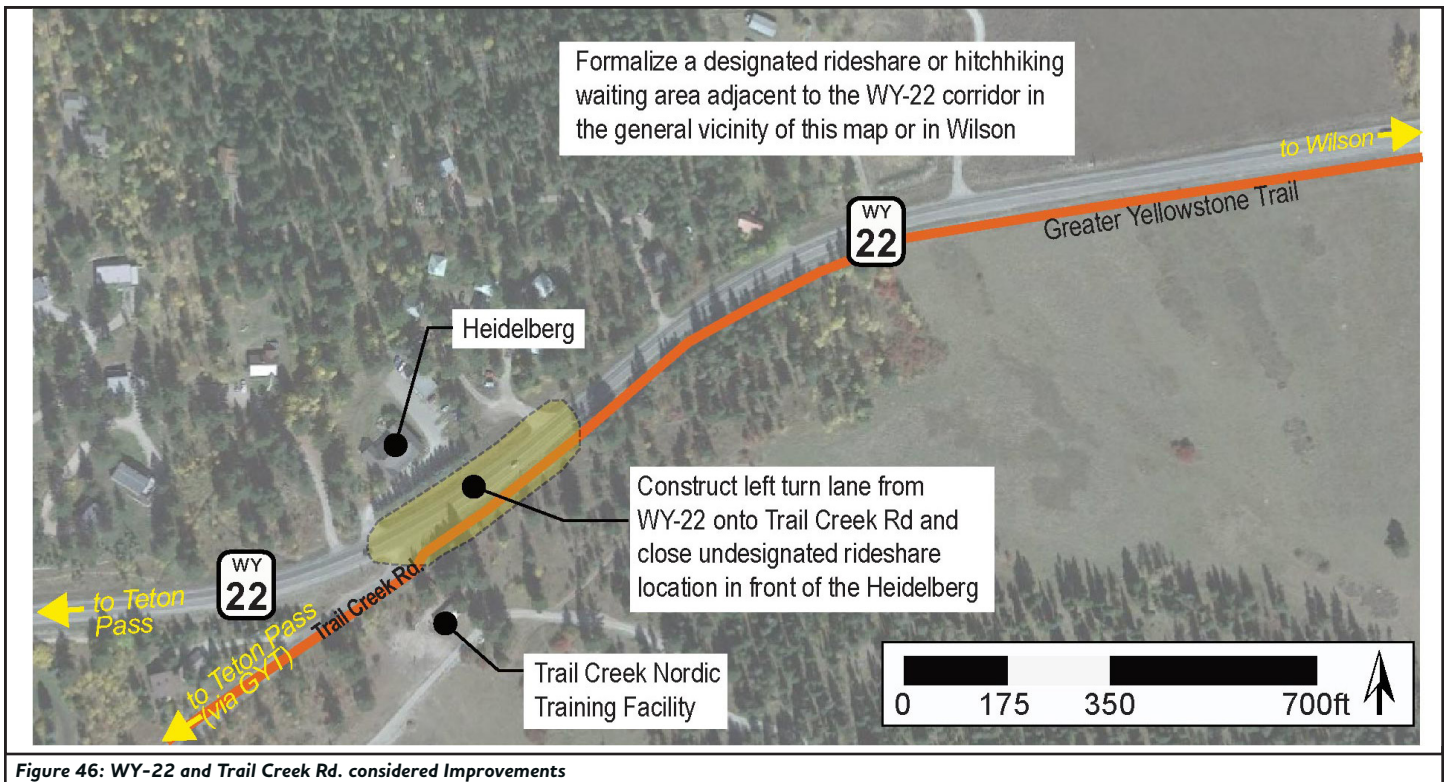 Formalize a designated rideshare or hitchhiking
waiting area adjacent to the WY-22 corridor in
the general vicinity of this map or in Wilson
to Wilson
WY
22
Greater Yellowstone Trail
Heidelberg
Construct left turn lane from
WY-22 onto Trail Creek Rd and
close undesignated rideshare
location in front of the Heidelberg
WY
22
to Teton
Pass
Trail Creek Rd.
to Teton Pass
(via GYT)
Trail Creek Nordic
Training Facility
0 175 350 700ft
Figure 46: WY-22 and Trail Creek Rd. considered Improvements